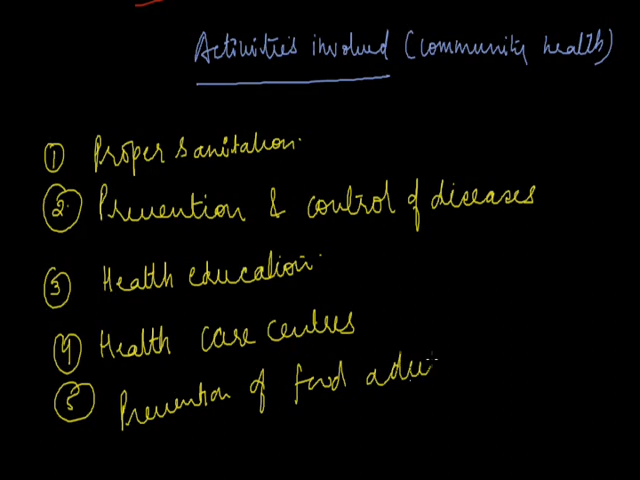 Activities involved (community health)
① Proper sanitation.
② Prevention & control of diseases
③ Health education.
④ Health care centres
⑤ Prevention of food adu